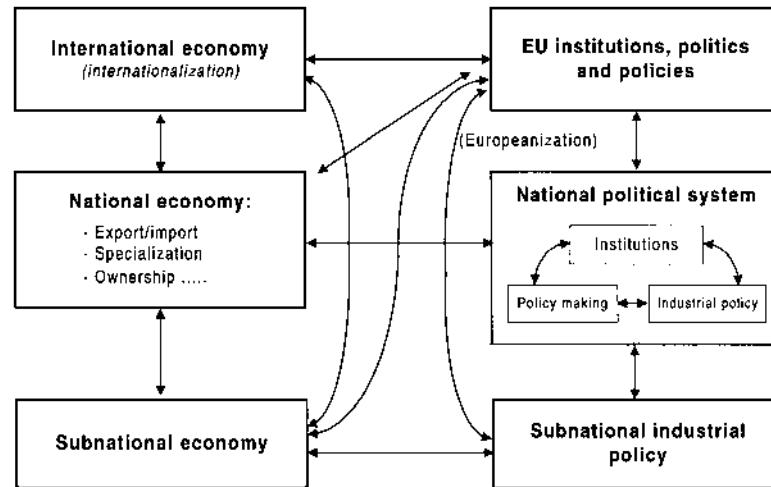 International economy
(internationalization)
EU institutions, politics
and policies
(Europeanization)
National economy:
- Export/import
- Specialization
- Ownership .....
National political system
Institutions
Policy making
Industrial policy
Subnational economy
Subnational industrial
policy